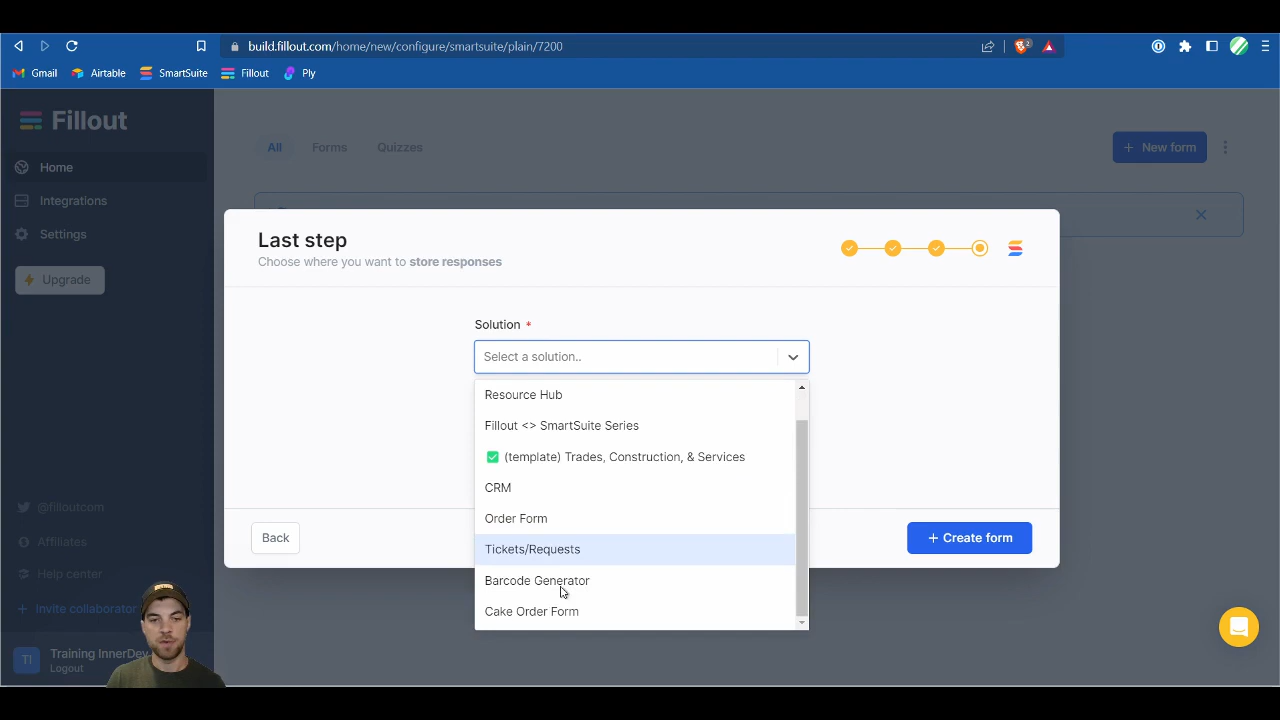 build.fillout.com/home/new/configure/smartsuite/plain/7200
2
Gmail Airtable SmartSuite Fillout Ply
Fillout
Home
Integrations
Settings
Upgrade
@filloutcom
Affiliates
Help center
Invite collaborator
TI
Training InnerDev
Logout
All Forms Quizzes
New form
Last step
Choose where you want to store responses
Solution *
Select a solution..
Resource Hub
Fillout <> SmartSuite Series
(template) Trades, Construction, & Services
CRM
Order Form
Tickets/Requests
Barcode Generator
Cake Order Form
Back
+ Create form